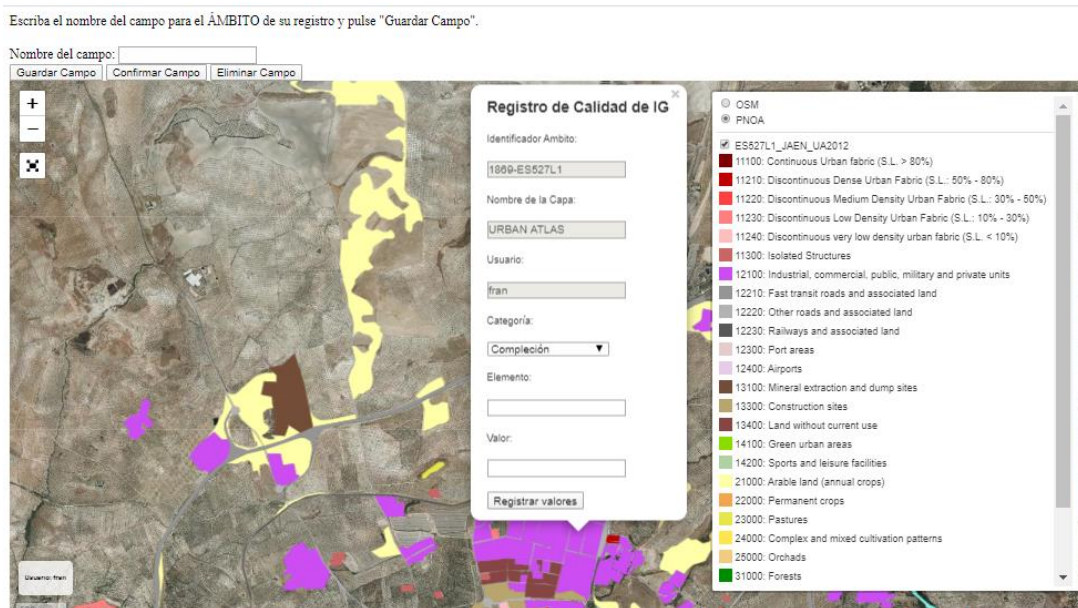 Escriba el nombre del campo para el ÁMBITO de su registro y pulse "Guardar Campo".
Nombre del campo:
Guardar Campo Confirmar Campo Eliminar Campo
+
−
Registro de Calidad de IG
×
Identificador Ambito:
1869-ES527L1
Nombre de la Capa:
URBAN ATLAS
Usuario:
fran
Categoría:
Compleción
Elemento:
Valor:
Registrar valores
OSM
PNOA
ES527L1_JAEN_UA2012
11100: Continuous Urban fabric (S.L. > 80%)
11210: Discontinuous Dense Urban Fabric (S.L.: 50% - 80%)
11220: Discontinuous Medium Density Urban Fabric (S.L.: 30% - 50%)
11230: Discontinuous Low Density Urban Fabric (S.L.: 10% - 30%)
11240: Discontinuous very low density urban fabric (S.L. < 10%)
11300: Isolated Structures
12100: Industrial, commercial, public, military and private units
12210: Fast transit roads and associated land
12220: Other roads and associated land
12230: Railways and associated land
12300: Port areas
12400: Airports
13100: Mineral extraction and dump sites
13300: Construction sites
13400: Land without current use
14100: Green urban areas
14200: Sports and leisure facilities
21000: Arable land (annual crops)
22000: Permanent crops
23000: Pastures
24000: Complex and mixed cultivation patterns
25000: Orchads
31000: Forests
Usuario: fran